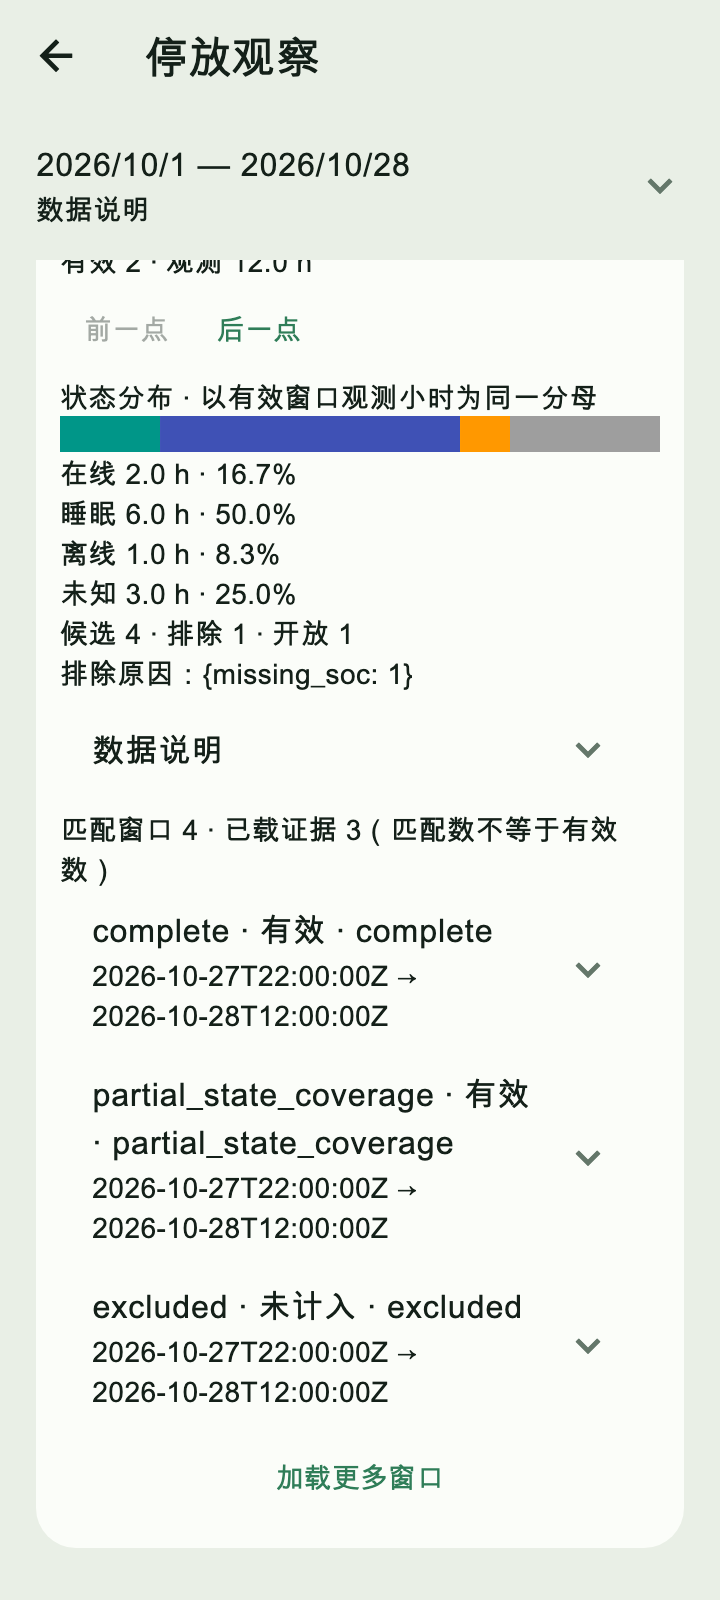 停放观察
2026/10/1 — 2026/10/28
数据说明
有效 2 · 观测 12.0 h
前一点 后一点
状态分布 · 以有效窗口观测小时为同一分母
在线 2.0 h · 16.7%
睡眠 6.0 h · 50.0%
离线 1.0 h · 8.3%
未知 3.0 h · 25.0%
候选 4 · 排除 1 · 开放 1
排除原因：{missing_soc: 1}
数据说明
匹配窗口 4 · 已载证据 3（匹配数不等于有效
数）
complete · 有效 · complete
2026-10-27T22:00:00Z →
2026-10-28T12:00:00Z
partial_state_coverage · 有效
· partial_state_coverage
2026-10-27T22:00:00Z →
2026-10-28T12:00:00Z
excluded · 未计入 · excluded
2026-10-27T22:00:00Z →
2026-10-28T12:00:00Z
加载更多窗口